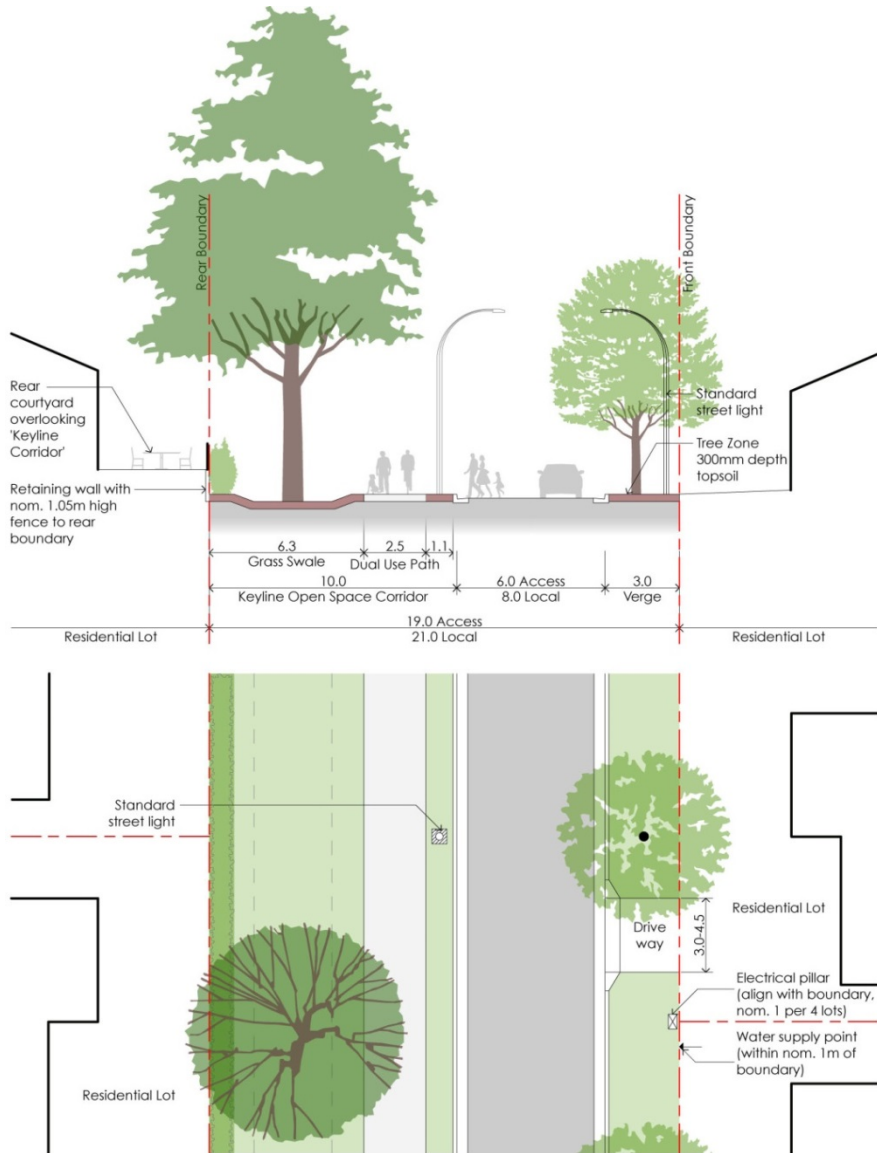 Rear Boundary
Front Boundary
Rear
courtyard
overlooking
'Keyline
Corridor'
Standard
street light
Tree Zone
300mm depth
topsoil
Retaining wall with
nom. 1.05m high
fence to rear
boundary
6.3
Grass Swale
2.5
Dual Use Path
1.1
10.0
Keyline Open Space Corridor
6.0 Access
8.0 Local
3.0
Verge
19.0 Access
21.0 Local
Residential Lot
Residential Lot
Standard
street light
Drive
way
3.0-4.5
Residential Lot
Electrical pillar
(align with boundary,
nom. 1 per 4 lots)
Water supply point
(within nom. 1m of
boundary)
Residential Lot